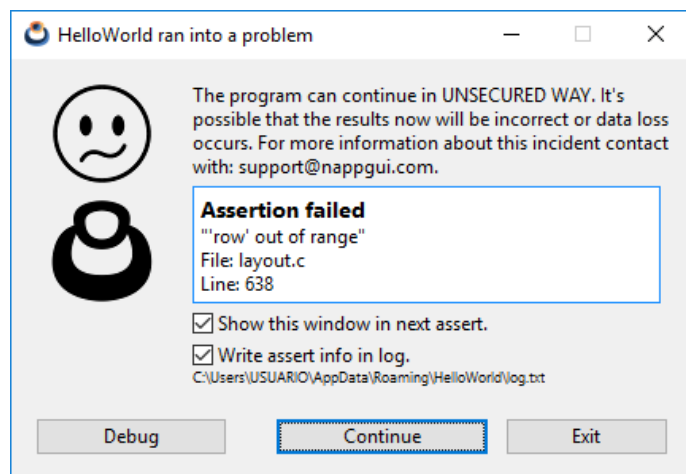 HelloWorld ran into a problem
The program can continue in UNSECURED WAY. It's
possible that the results now will be incorrect or data loss
occurs. For more information about this incident contact
with: support@nappgui.com.
Assertion failed
"'row' out of range"
File: layout.c
Line: 638
Show this window in next assert.
Write assert info in log.
C:\Users\USUARIO\AppData\Roaming\HelloWorld\log.txt
Debug Continue Exit